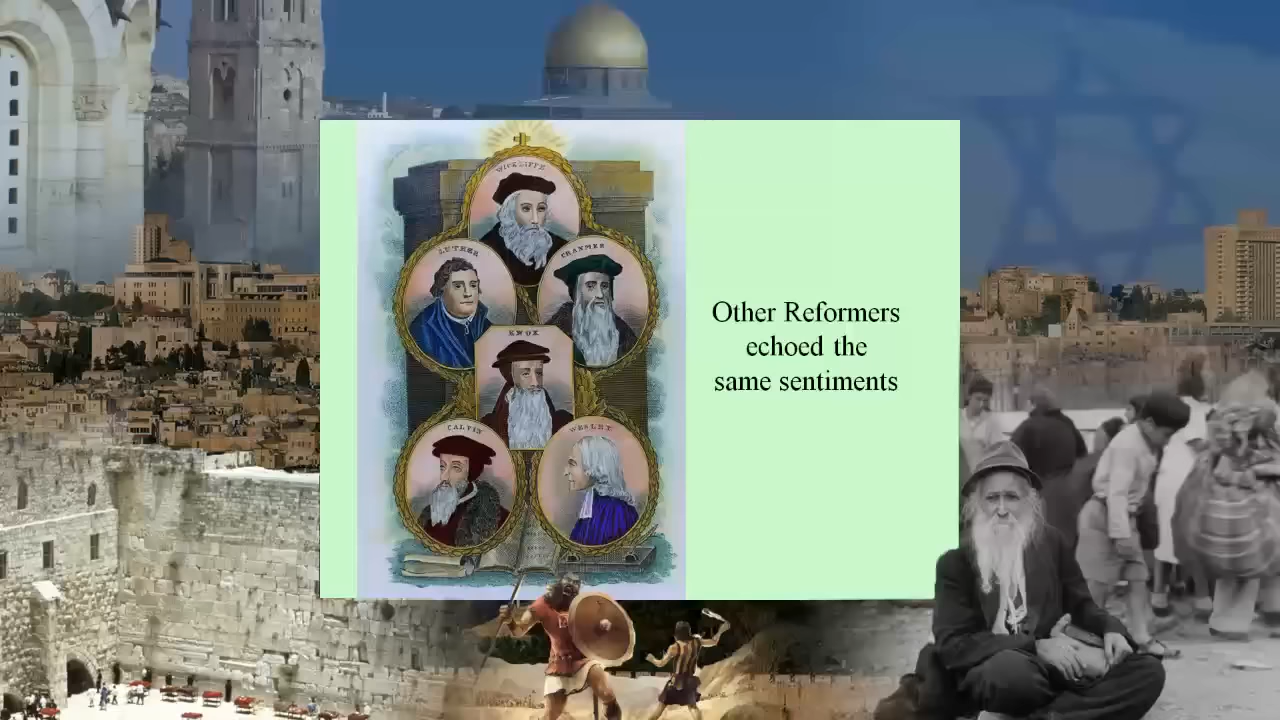 WICKLIFFE
LUTHER
CRANMER
KNOX
CALVIN
WESLEY
Other Reformers
echoed the
same sentiments